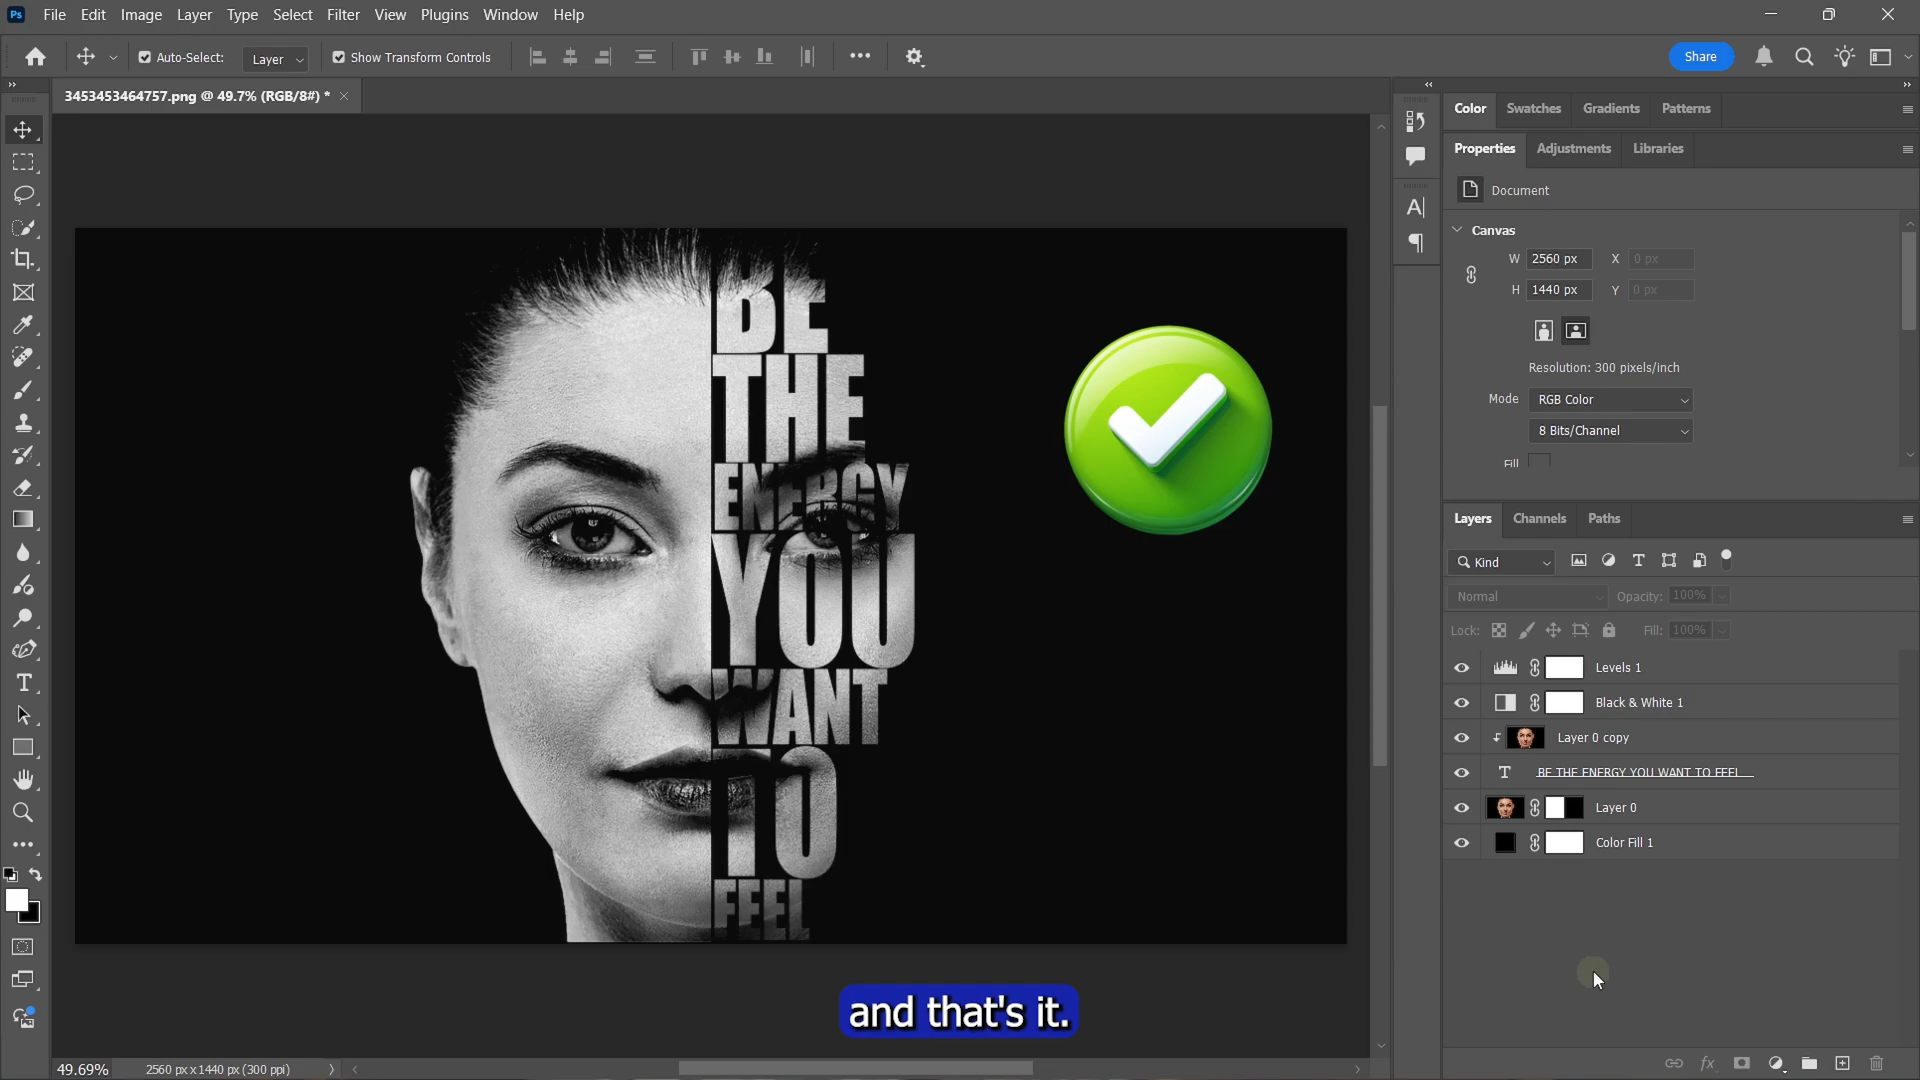 Ps File Edit Image Layer Type Select Filter View Plugins Window Help
Auto-Select: Layer Show Transform Controls Share
3453453464757.png @ 49.7% (RGB/8#) *
Color Swatches Gradients Patterns
Properties Adjustments Libraries
Document
Canvas
W 2560 px X 0 px
H 1440 px Y 0 px
Resolution: 300 pixels/inch
Mode RGB Color
8 Bits/Channel
Fill
BE
THE
ENERGY
YOU
WANT
TO
FEEL
Layers Channels Paths
Kind
Normal Opacity: 100%
Lock: Fill: 100%
Levels 1
Black & White 1
Layer 0 copy
BE THE ENERGY YOU WANT TO FEEL
Layer 0
Color Fill 1
and that's it.
49.69% 2560 px x 1440 px (300 ppi)